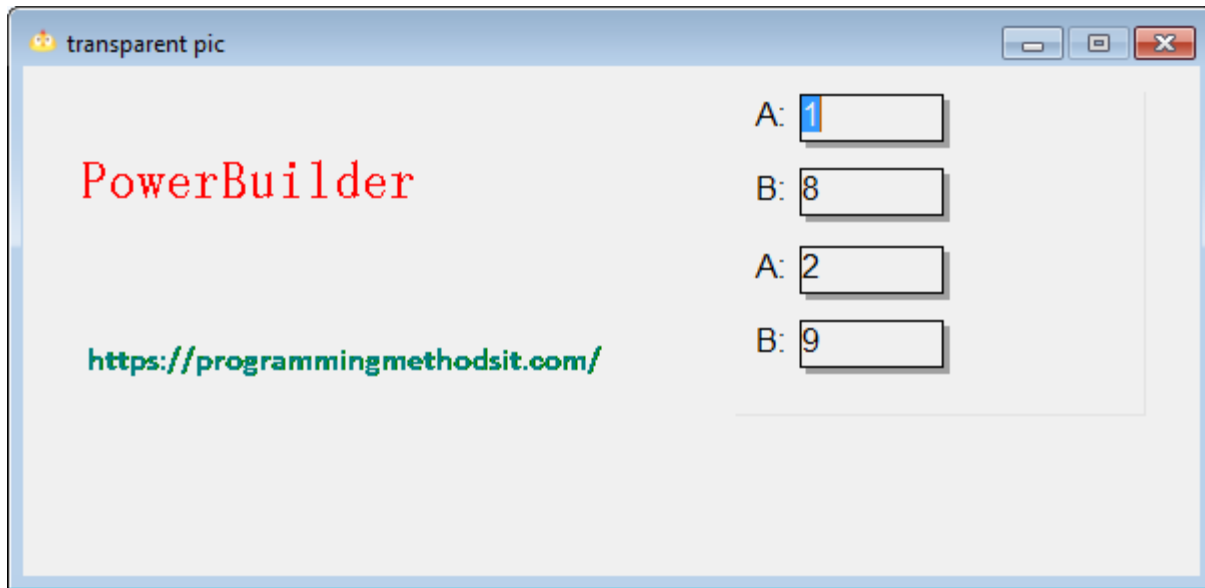 transparent pic
PowerBuilder
https://programmingmethodsit.com/
A: 1
B: 8
A: 2
B: 9